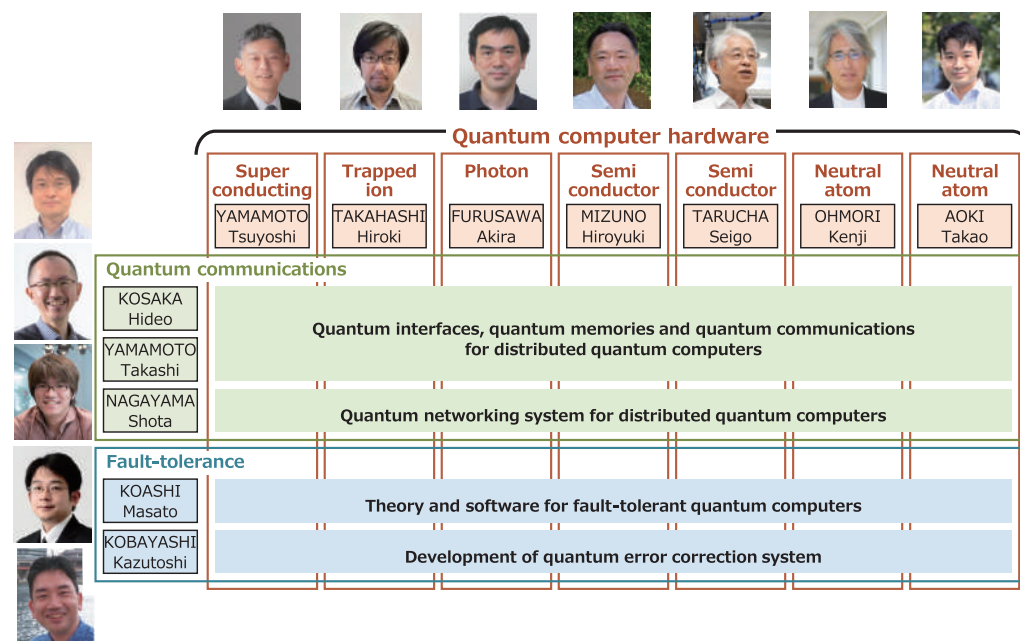 Quantum computer hardware
Super
conducting
YAMAMOTO
Tsuyoshi
Trapped
ion
TAKAHASHI
Hiroki
Photon
FURUSAWA
Akira
Semi
conductor
MIZUNO
Hiroyuki
Semi
conductor
TARUCHA
Seigo
Neutral
atom
OHMORI
Kenji
Neutral
atom
AOKI
Takao
Quantum communications
KOSAKA
Hideo
YAMAMOTO
Takashi
Quantum interfaces, quantum memories and quantum communications
for distributed quantum computers
NAGAYAMA
Shota
Quantum networking system for distributed quantum computers
Fault-tolerance
KOASHI
Masato
Theory and software for fault-tolerant quantum computers
KOBAYASHI
Kazutoshi
Development of quantum error correction system